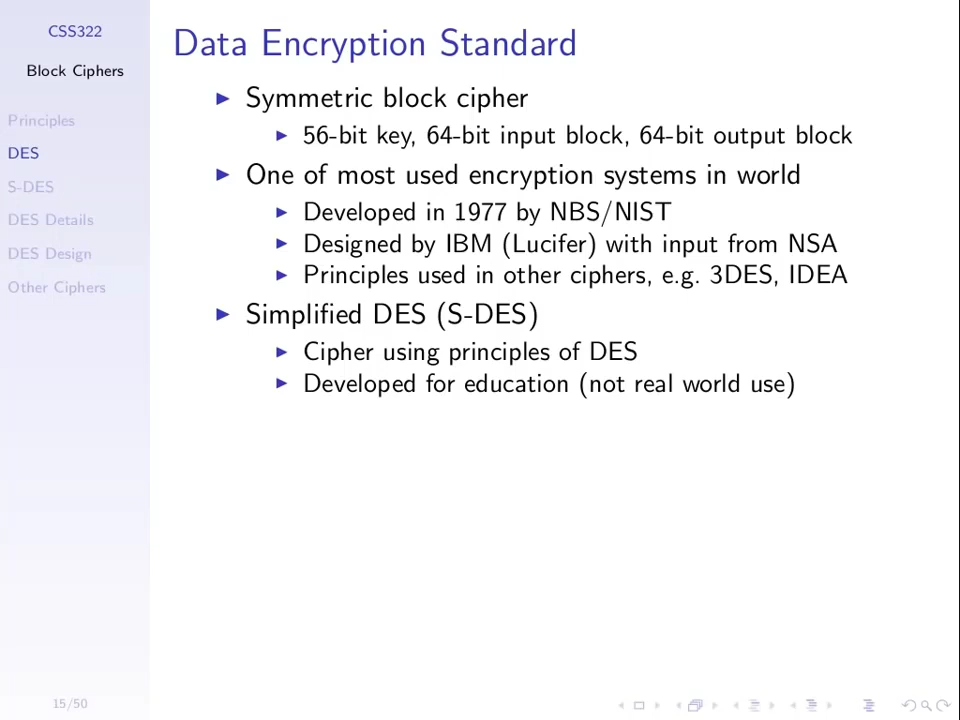 CSS322
Block Ciphers
Principles
DES
S-DES
DES Details
DES Design
Other Ciphers
15/50
Data Encryption Standard
Symmetric block cipher
56-bit key, 64-bit input block, 64-bit output block
One of most used encryption systems in world
Developed in 1977 by NBS/NIST
Designed by IBM (Lucifer) with input from NSA
Principles used in other ciphers, e.g. 3DES, IDEA
Simplified DES (S-DES)
Cipher using principles of DES
Developed for education (not real world use)